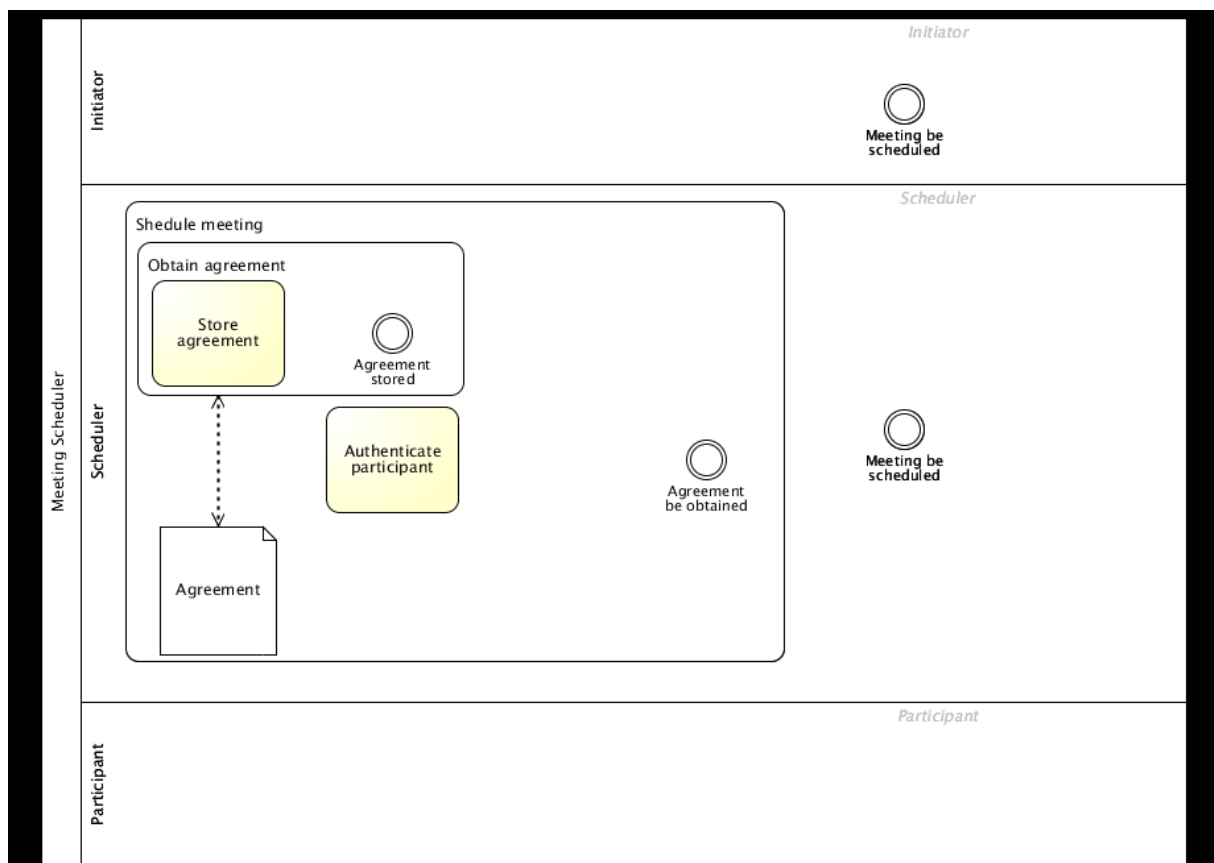 Meeting Scheduler
Initiator
Initiator
Meeting be
scheduled
Scheduler
Scheduler
Shedule meeting
Obtain agreement
Store
agreement
Agreement
stored
Authenticate
participant
Agreement
be obtained
Meeting be
scheduled
Agreement
Participant
Participant